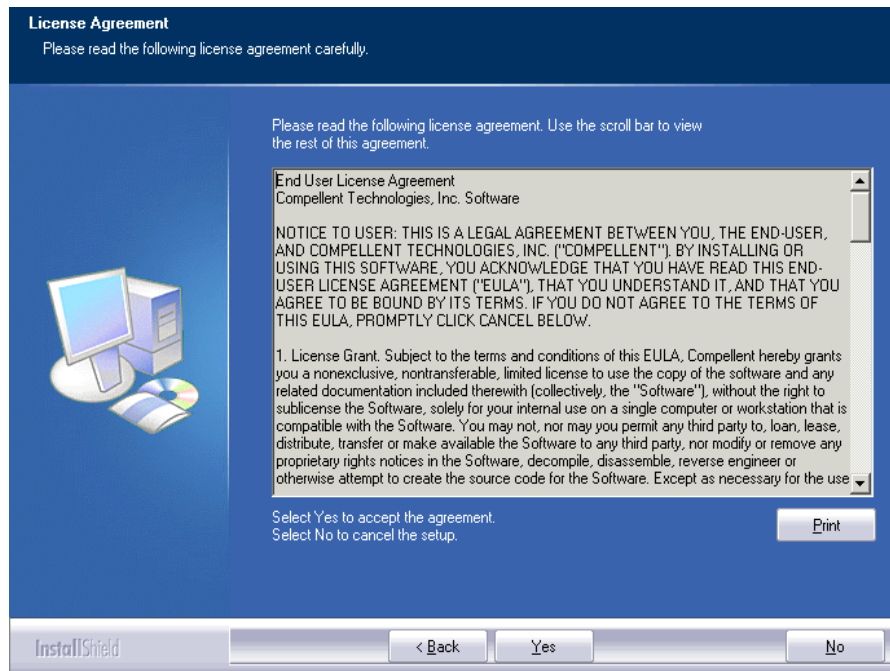 License Agreement
Please read the following license agreement carefully.
Please read the following license agreement. Use the scroll bar to view
the rest of this agreement.
End User License Agreement
Compellent Technologies, Inc. Software
NOTICE TO USER: THIS IS A LEGAL AGREEMENT BETWEEN YOU, THE END-USER,
AND COMPELLENT TECHNOLOGIES, INC. ("COMPELLENT"). BY INSTALLING OR
USING THIS SOFTWARE, YOU ACKNOWLEDGE THAT YOU HAVE READ THIS END-
USER LICENSE AGREEMENT ("EULA"), THAT YOU UNDERSTAND IT, AND THAT YOU
AGREE TO BE BOUND BY ITS TERMS. IF YOU DO NOT AGREE TO THE TERMS OF
THIS EULA, PROMPTLY CLICK CANCEL BELOW.
1. License Grant. Subject to the terms and conditions of this EULA, Compellent hereby grants
you a nonexclusive, nontransferable, limited license to use the copy of the software and any
related documentation included therewith (collectively, the "Software"), without the right to
sublicense the Software, solely for your internal use on a single computer or workstation that is
compatible with the Software. You may not, nor may you permit any third party to, loan, lease,
distribute, transfer or make available the Software to any third party, nor modify or remove any
proprietary rights notices in the Software, decompile, disassemble, reverse engineer or
otherwise attempt to create the source code for the Software. Except as necessary for the use
Select Yes to accept the agreement.
Select No to cancel the setup.
Print
InstallShield
< Back
Yes
No